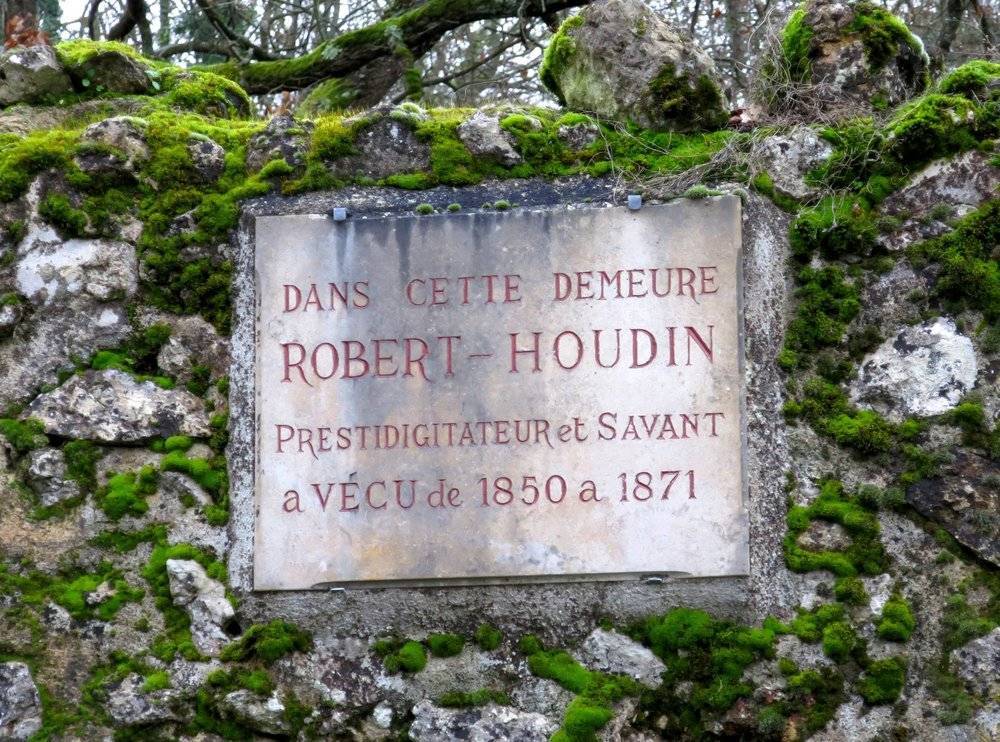 DANS CETTE DEMEURE
ROBERT-HOUDIN
PRESTIDIGITATEUR et SAVANT
a VÉCU de 1850 a 1871